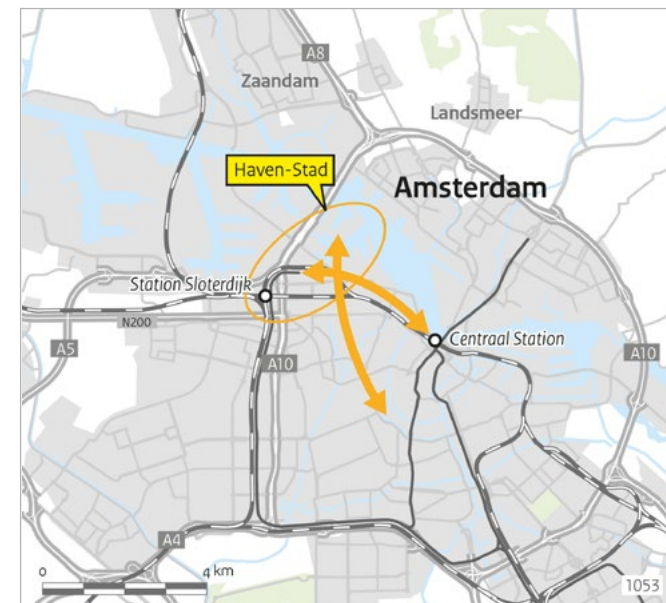 A8
Zaandam
Landsmeer
Haven-Stad
Amsterdam
Station Sloterdijk
N200
Centraal Station
A5
A10
A10
A4
0
4 km
1053